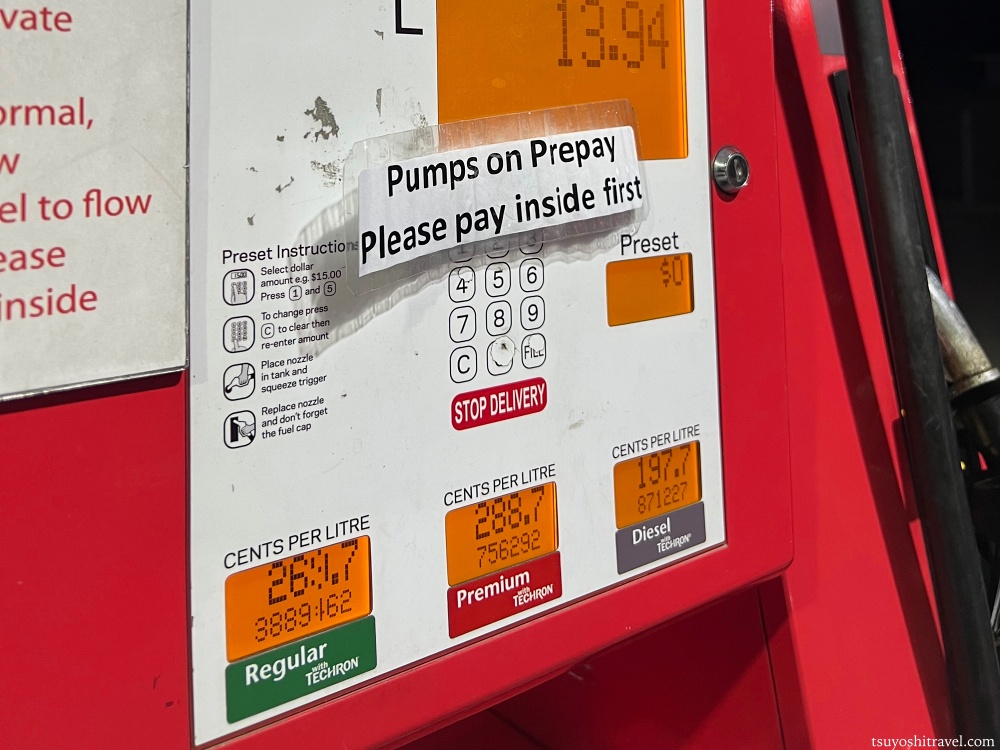 vate
ormal,
w
el to flow
ease
inside
L
13.94
Pumps on Prepay
Please pay inside first
Preset Instructions
Select dollar
amount e.g. $15.00
Press 1 and 5
To change press
C to clear then
re-enter amount
Place nozzle
in tank and
squeeze trigger
Replace nozzle
and don't forget
the fuel cap
1 2 3
4 5 6
7 8 9
C FILL
STOP DELIVERY
Preset
$0
CENTS PER LITRE
197.7
871227
Diesel
with
TECHRON
CENTS PER LITRE
288.7
756292
Premium
with
TECHRON
CENTS PER LITRE
Regular
with
TECHRON
tsuyoshitravel.com